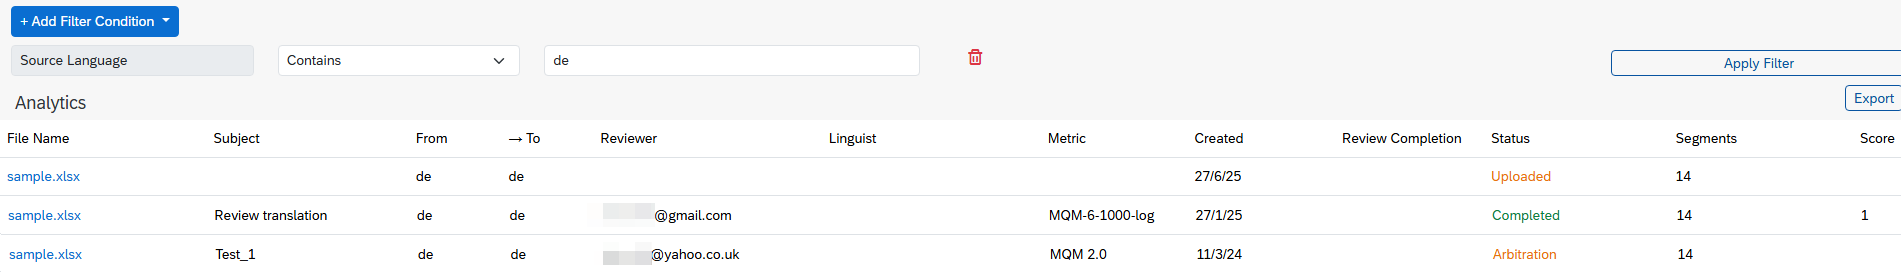 + Add Filter Condition
Source Language Contains de Apply Filter
Analytics Export
File Name Subject From → To Reviewer Linguist Metric Created Review Completion Status Segments Score
sample.xlsx de de 27/6/25 Uploaded 14
sample.xlsx Review translation de de @gmail.com MQM-6-1000-log 27/1/25 Completed 14 1
sample.xlsx Test_1 de de @yahoo.co.uk MQM 2.0 11/3/24 Arbitration 14